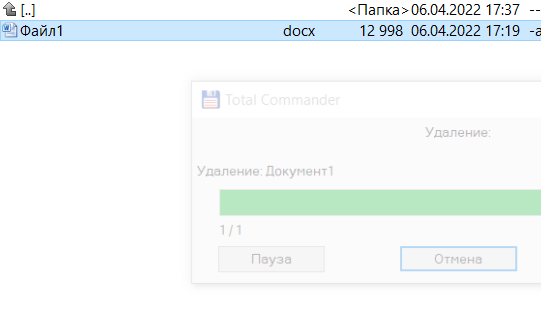 [..] <Папка> 06.04.2022 17:37 --
Файл1 docx 12 998 06.04.2022 17:19 -a
Total Commander
Удаление:
Удаление: Документ1
1 / 1
Пауза Отмена